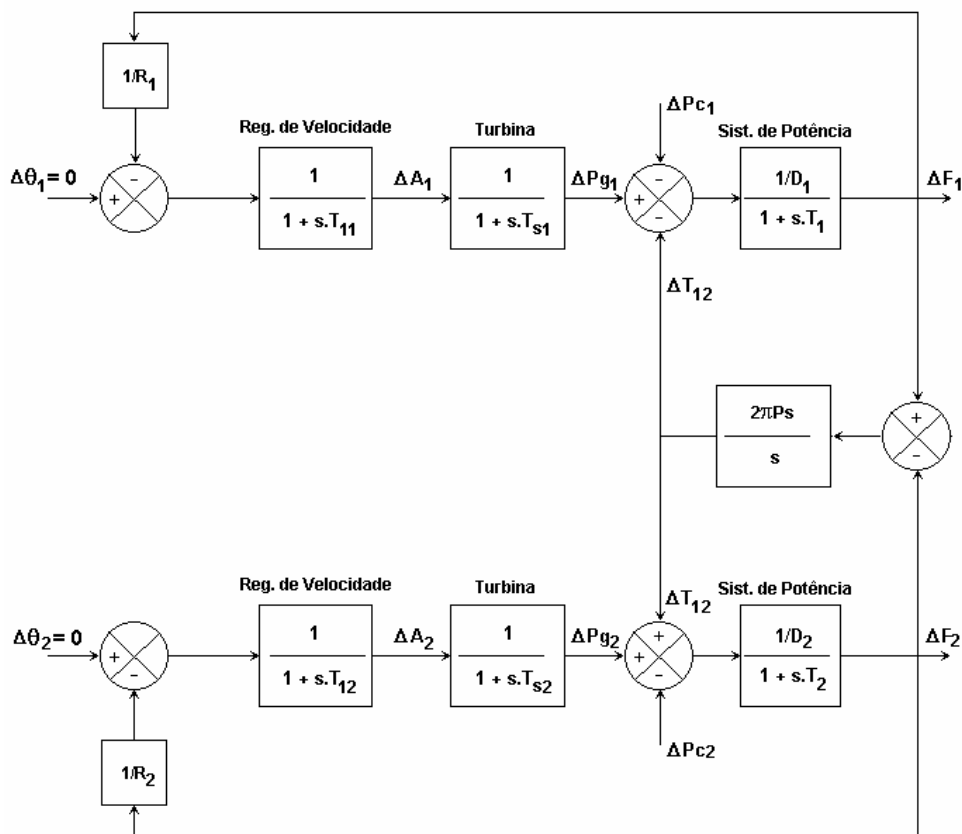 1/R1
ΔPc1
Reg. de Velocidade
Turbina
Sist. de Potência
Δθ1= 0
-
+
1
1 + s.T11
ΔA1
1
1 + s.Ts1
ΔPg1
-
+
-
1/D1
1 + s.T1
ΔF1
ΔT12
2πPs
s
+
-
Reg. de Velocidade
Turbina
Sist. de Potência
ΔT12
Δθ2= 0
+
-
1
1 + s.T12
ΔA2
1
1 + s.Ts2
ΔPg2
+
+
-
1/D2
1 + s.T2
ΔF2
ΔPc2
1/R2